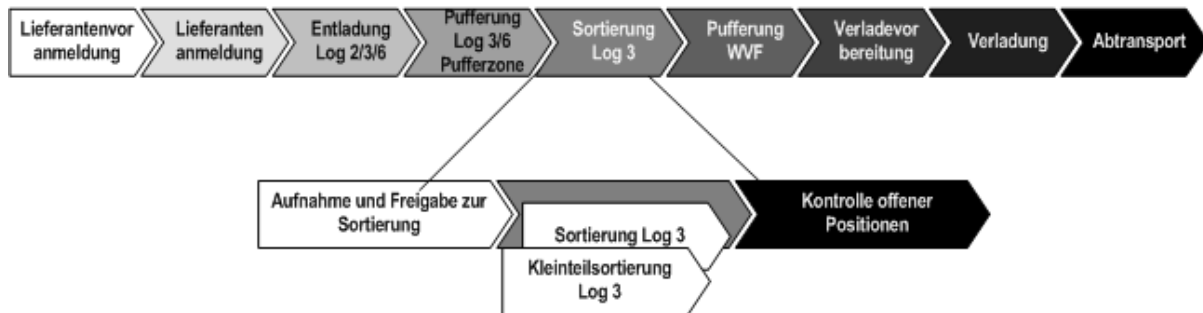 Lieferantenvor
anmeldung
Lieferanten
anmeldung
Entladung
Log 2/3/6
Pufferung
Log 3/6
Pufferzone
Sortierung
Log 3
Pufferung
WVF
Verladevor
bereitung
Verladung
Abtransport
Aufnahme und Freigabe zur
Sortierung
Sortierung Log 3
Kleinteilsortierung
Log 3
Kontrolle offener
Positionen